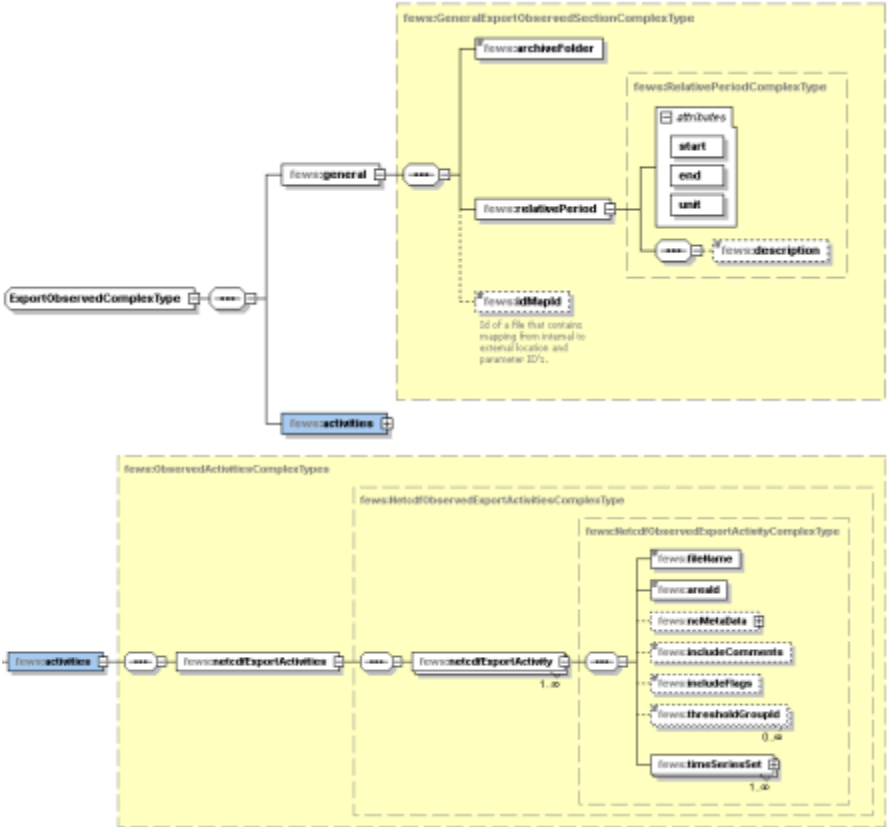 fews:GeneralExportObservedSectionComplexType
fews:archiveFolder
fews:RelativePeriodComplexType
attributes
start
fews:general
end
unit
fews:relativePeriod
fews:description
ExportObservedComplexType
fews:idMapId
Id of a file that contains
mapping from internal to
external location and
parameter ID's.
fews:activities
fews:ObservedActivitiesComplexTypes
fews:NetcdfObservedExportActivitiesComplexType
fews:NetcdfObservedExportActivityComplexType
fews:fileName
fews:areaId
fews:ncMetaData
fews:includeComments
fews:activities
fews:netcdfExportActivities
fews:netcdfExportActivity
1..∞
fews:includeFlags
fews:thresholdGroupId
0..∞
fews:timeSeriesSet
1..∞